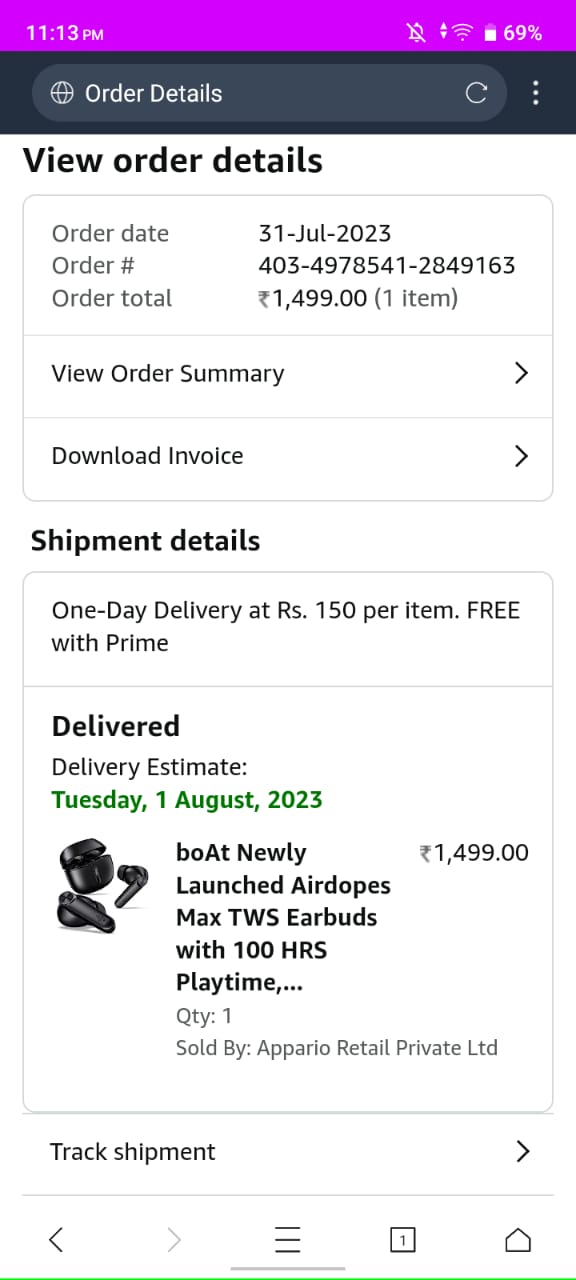 11:13 PM
69%
Order Details
View order details
Order date 31-Jul-2023
Order # 403-4978541-2849163
Order total ₹1,499.00 (1 item)
View Order Summary
Download Invoice
Shipment details
One-Day Delivery at Rs. 150 per item. FREE
with Prime
Delivered
Delivery Estimate:
Tuesday, 1 August, 2023
boAt Newly ₹1,499.00
Launched Airdopes
Max TWS Earbuds
with 100 HRS
Playtime,...
Qty: 1
Sold By: Appario Retail Private Ltd
Track shipment
1